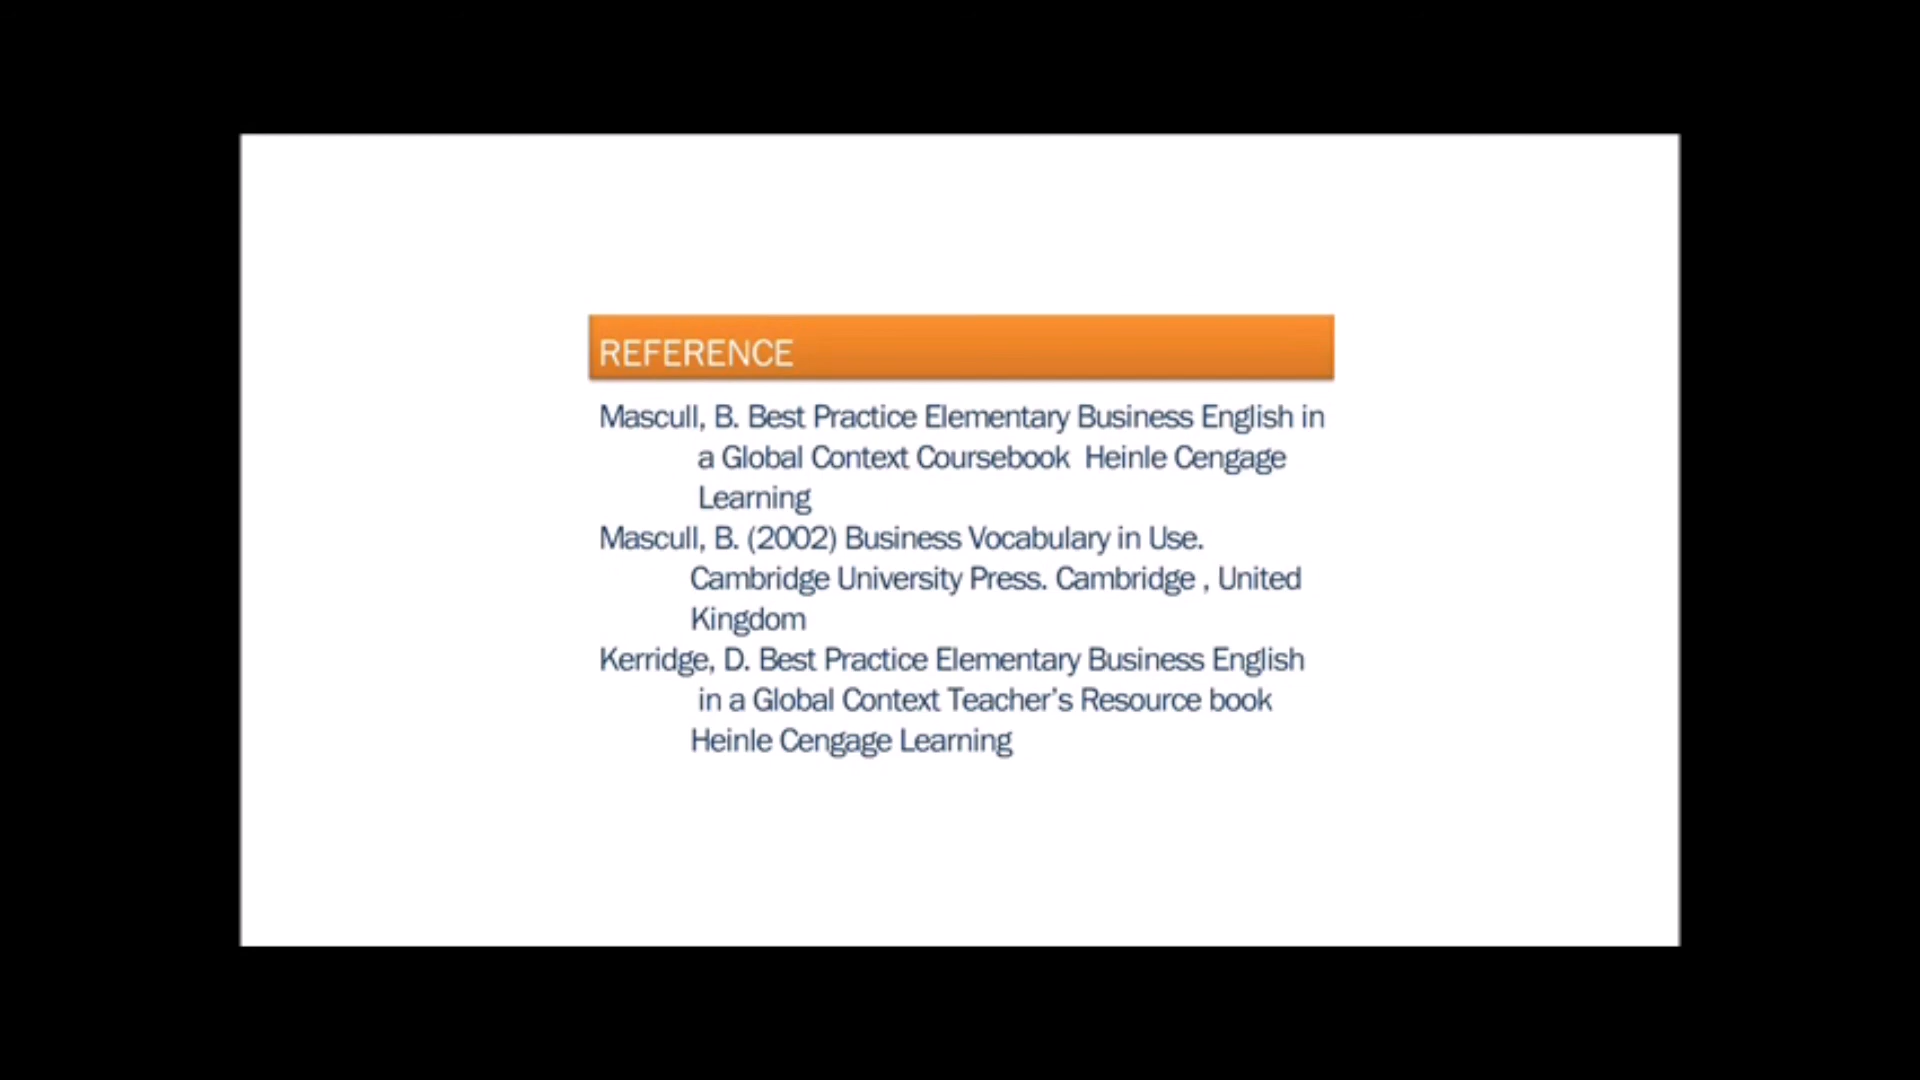 REFERENCE
Mascull, B. Best Practice Elementary Business English in
a Global Context Coursebook  Heinle Cengage
Learning
Mascull, B. (2002) Business Vocabulary in Use.
Cambridge University Press. Cambridge , United
Kingdom
Kerridge, D. Best Practice Elementary Business English
in a Global Context Teacher’s Resource book
Heinle Cengage Learning